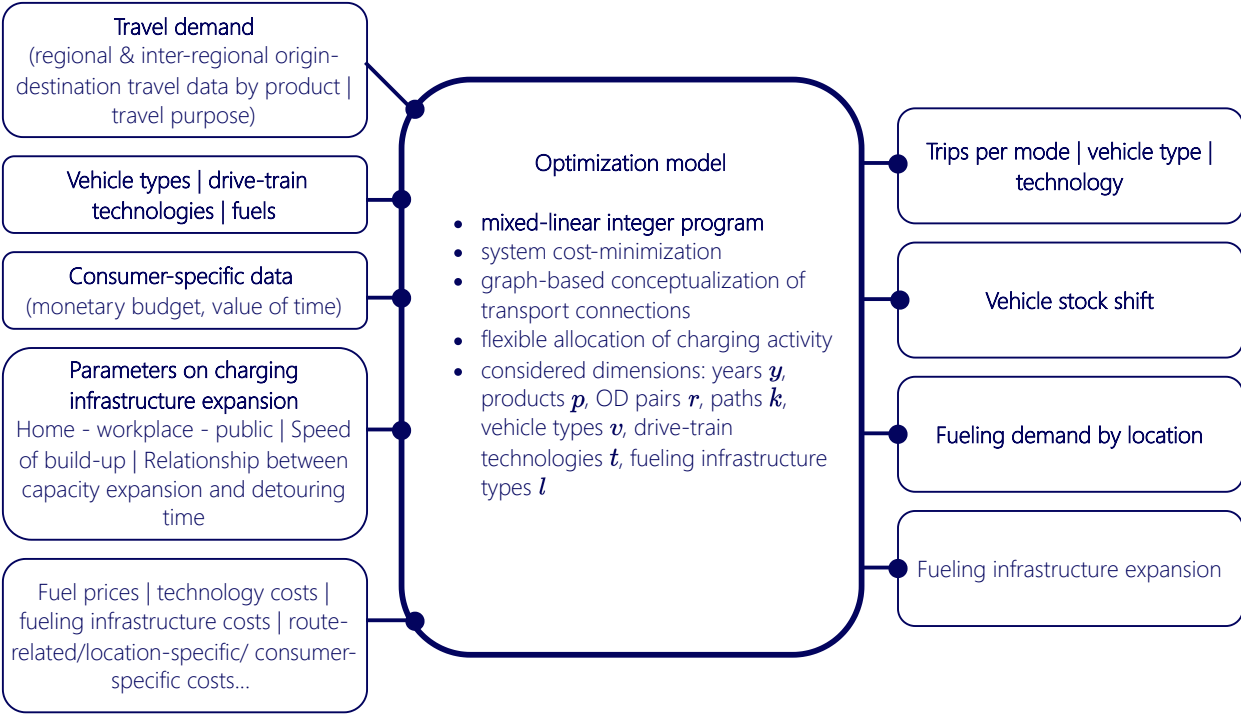 Travel demand
(regional & inter-regional origin-
destination travel data by product |
travel purpose)
Vehicle types | drive-train
technologies | fuels
Consumer-specific data
(monetary budget, value of time)
Parameters on charging
infrastructure expansion
Home - workplace - public | Speed
of build-up | Relationship between
capacity expansion and detouring
time
Fuel prices | technology costs |
fueling infrastructure costs | route-
related/location-specific/ consumer-
specific costs...
Optimization model
• mixed-linear integer program
• system cost-minimization
• graph-based conceptualization of
transport connections
• flexible allocation of charging activity
• considered dimensions: years y,
products p, OD pairs r, paths k,
vehicle types v, drive-train
technologies t, fueling infrastructure
types l
Trips per mode | vehicle type |
technology
Vehicle stock shift
Fueling demand by location
Fueling infrastructure expansion